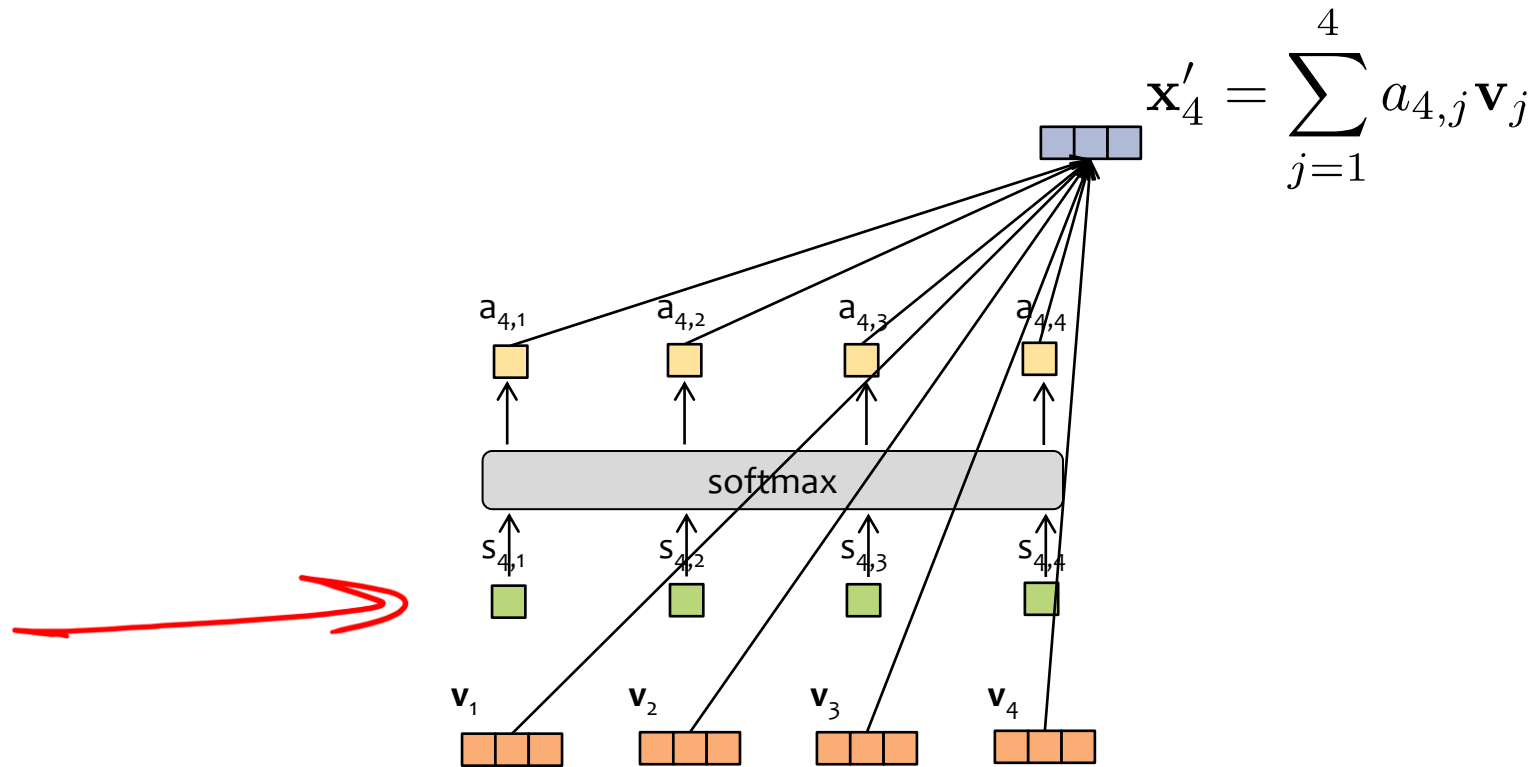 4
x′₄ = ∑ a₄,ⱼ vⱼ
j=1
a₄,₁ a₄,₂ a₄,₃ a₄,₄
softmax
s₄,₁ s₄,₂ s₄,₃ s₄,₄
v₁ v₂ v₃ v₄